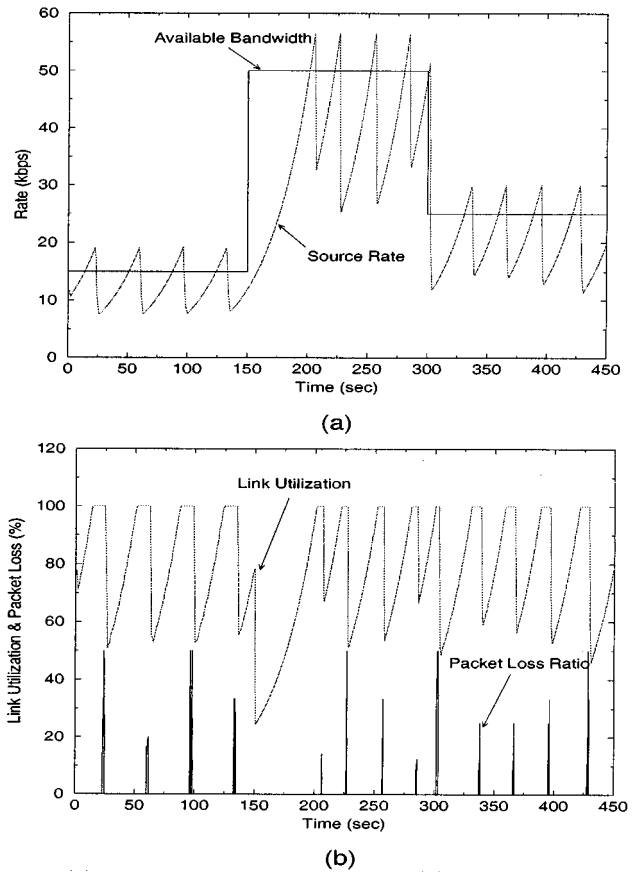 60
50
40
30
20
10
0
Rate (kbps)
Available Bandwidth
Source Rate
0 50 100 150 200 250 300 350 400 450
Time (sec)
(a)
120
100
80
60
40
20
0
Link Utilization & Packet Loss (%)
Link Utilization
Packet Loss Ratio
0 50 100 150 200 250 300 350 400 450
Time (sec)
(b)